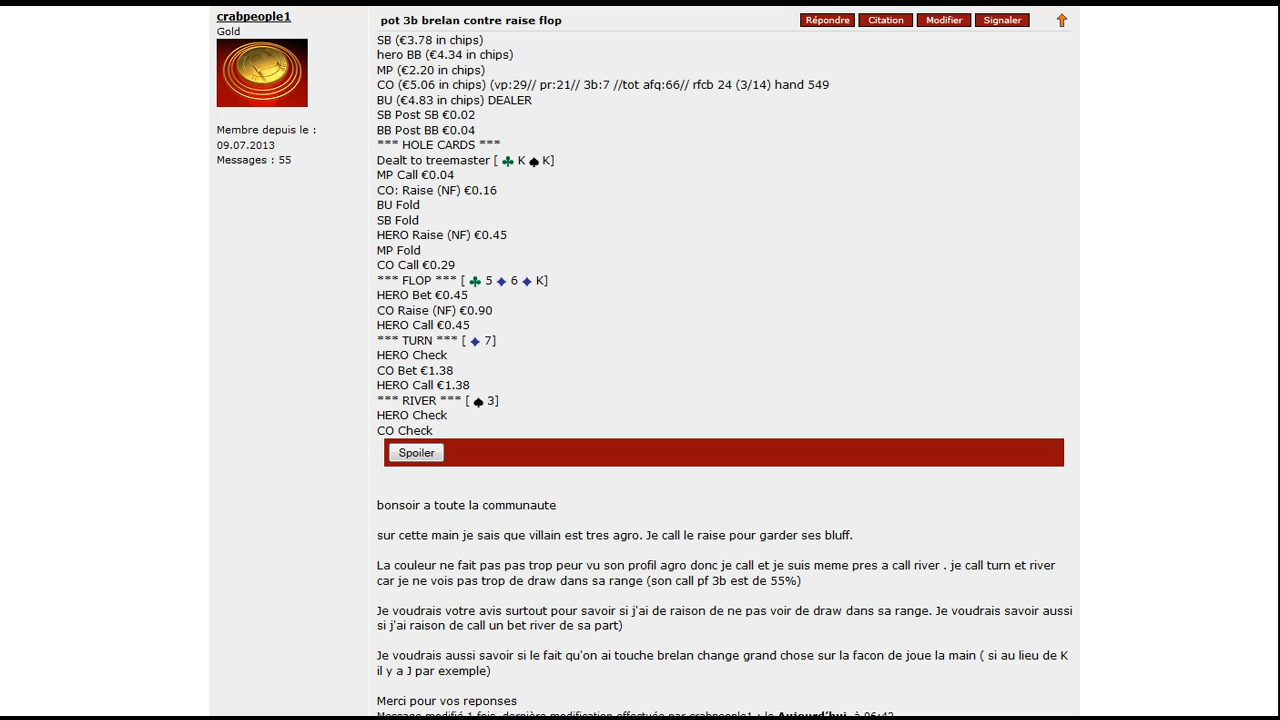 crabpeople1
Gold
Membre depuis le :
09.07.2013
Messages : 55
pot 3b brelan contre raise flop
Répondre Citation Modifier Signaler
SB (€3.78 in chips)
hero BB (€4.34 in chips)
MP (€2.20 in chips)
CO (€5.06 in chips) (vp:29// pr:21// 3b:7 //tot afq:66// rfcb 24 (3/14) hand 549
BU (€4.83 in chips) DEALER
SB Post SB €0.02
BB Post BB €0.04
*** HOLE CARDS ***
Dealt to treemaster [ ♣ K ♠ K]
MP Call €0.04
CO: Raise (NF) €0.16
BU Fold
SB Fold
HERO Raise (NF) €0.45
MP Fold
CO Call €0.29
*** FLOP *** [ ♣ 5 ♦ 6 ♦ K]
HERO Bet €0.45
CO Raise (NF) €0.90
HERO Call €0.45
*** TURN *** [ ♦ 7]
HERO Check
CO Bet €1.38
HERO Call €1.38
*** RIVER *** [ ♠ 3]
HERO Check
CO Check
Spoiler
bonsoir a toute la communaute
sur cette main je sais que villain est tres agro. Je call le raise pour garder ses bluff.
La couleur ne fait pas pas trop peur vu son profil agro donc je call et je suis meme pres a call river . je call turn et river
car je ne vois pas trop de draw dans sa range (son call pf 3b est de 55%)
Je voudrais votre avis surtout pour savoir si j'ai de raison de ne pas voir de draw dans sa range. Je voudrais savoir aussi
si j'ai raison de call un bet river de sa part)
Je voudrais aussi savoir si le fait qu'on ai touche brelan change grand chose sur la facon de joue la main ( si au lieu de K
il y a J par exemple)
Merci pour vos reponses
Message modifié 1 fois, dernière modification effectuée par crabpeople1 : le Aujourd'hui, à 06:42